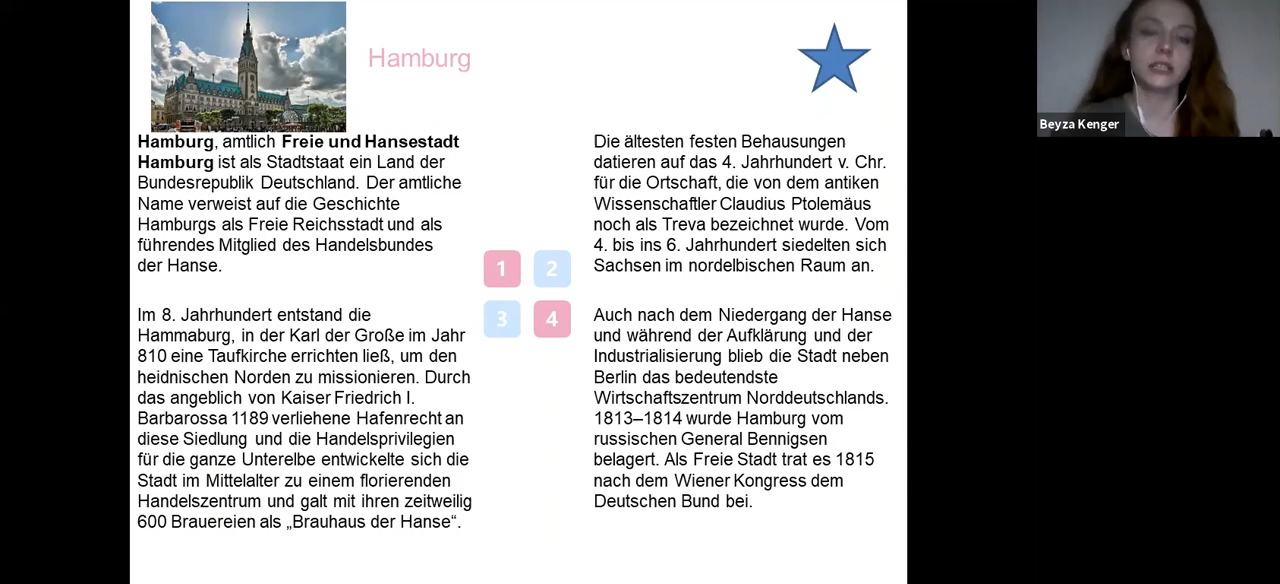 Hamburg
Hamburg, amtlich Freie und Hansestadt
Hamburg ist als Stadtstaat ein Land der
Bundesrepublik Deutschland. Der amtliche
Name verweist auf die Geschichte
Hamburgs als Freie Reichsstadt und als
führendes Mitglied des Handelsbundes
der Hanse.
Die ältesten festen Behausungen
datieren auf das 4. Jahrhundert v. Chr.
für die Ortschaft, die von dem antiken
Wissenschaftler Claudius Ptolemäus
noch als Treva bezeichnet wurde. Vom
4. bis ins 6. Jahrhundert siedelten sich
Sachsen im nordelbischen Raum an.
1 2
3 4
Im 8. Jahrhundert entstand die
Hammaburg, in der Karl der Große im Jahr
810 eine Taufkirche errichten ließ, um den
heidnischen Norden zu missionieren. Durch
das angeblich von Kaiser Friedrich I.
Barbarossa 1189 verliehene Hafenrecht an
diese Siedlung und die Handelsprivilegien
für die ganze Unterelbe entwickelte sich die
Stadt im Mittelalter zu einem florierenden
Handelszentrum und galt mit ihren zeitweilig
600 Brauereien als „Brauhaus der Hanse“.
Auch nach dem Niedergang der Hanse
und während der Aufklärung und der
Industrialisierung blieb die Stadt neben
Berlin das bedeutendste
Wirtschaftszentrum Norddeutschlands.
1813–1814 wurde Hamburg vom
russischen General Bennigsen
belagert. Als Freie Stadt trat es 1815
nach dem Wiener Kongress dem
Deutschen Bund bei.
Beyza Kenger